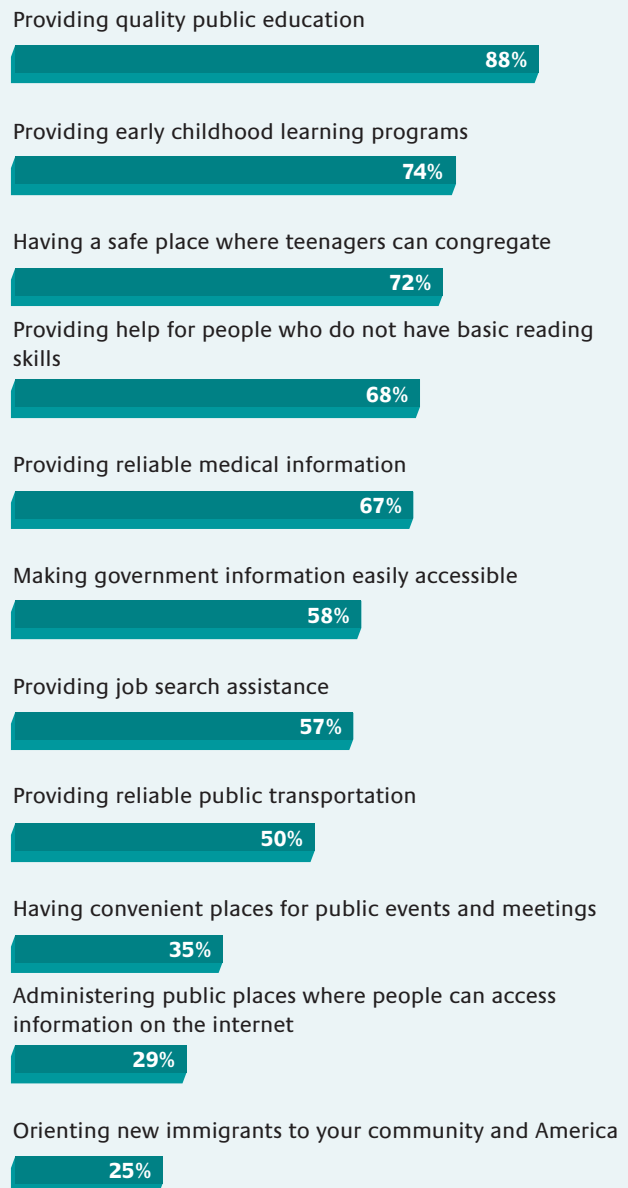 Providing quality public education
88%
Providing early childhood learning programs
74%
Having a safe place where teenagers can congregate
72%
Providing help for people who do not have basic reading
skills
68%
Providing reliable medical information
67%
Making government information easily accessible
58%
Providing job search assistance
57%
Providing reliable public transportation
50%
Having convenient places for public events and meetings
35%
Administering public places where people can access
information on the internet
29%
Orienting new immigrants to your community and America
25%